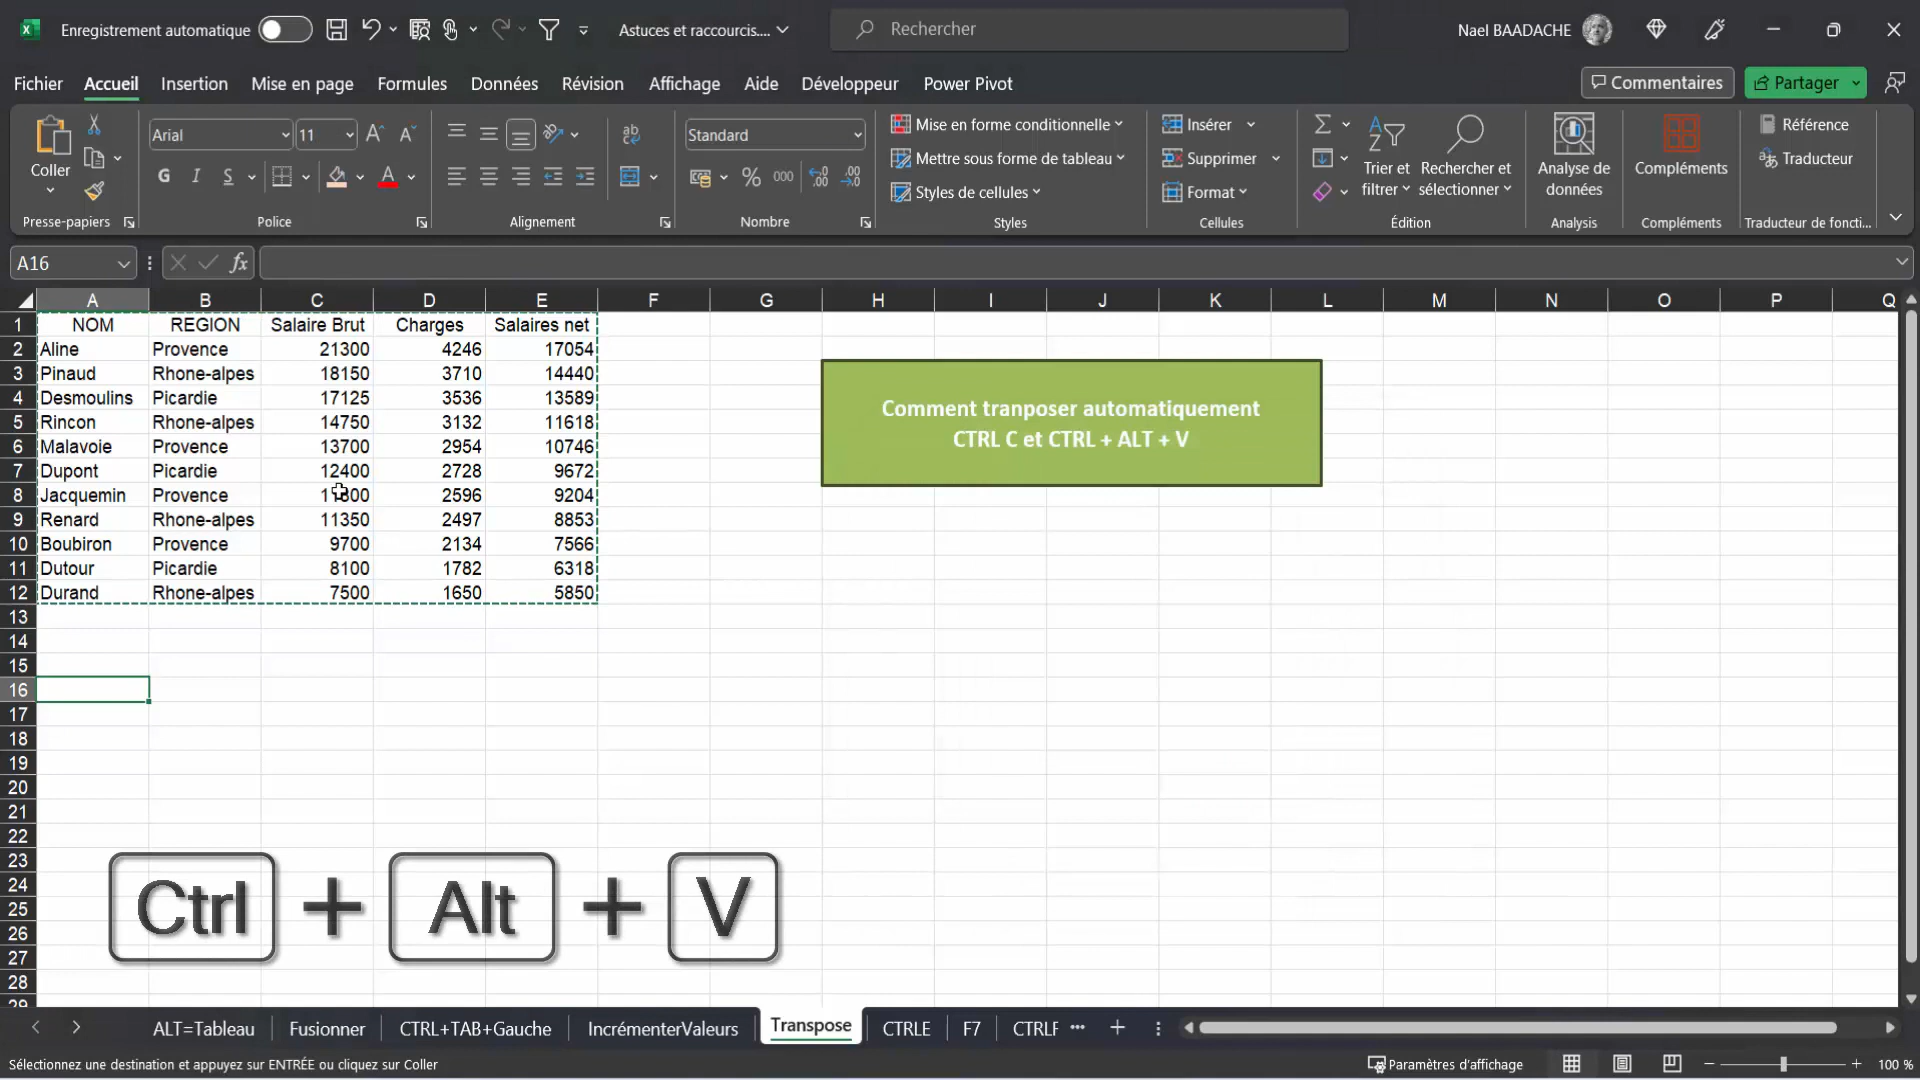 Enregistrement automatique
Astuces et raccourcis....
Rechercher
Nael BAADACHE
Fichier Accueil Insertion Mise en page Formules Données Révision Affichage Aide Développeur Power Pivot
Commentaires Partager
Coller
Presse-papiers
Arial 11
G I S A
Police
Alignement
Standard
% 000
Nombre
Mise en forme conditionnelle
Mettre sous forme de tableau
Styles de cellules
Styles
Insérer
Supprimer
Format
Cellules
Trier et
filtrer
Rechercher et
sélectionner
Édition
Analyse de
données
Analysis
Compléments
Compléments
Référence
Traducteur
Traducteur de foncti...
A16 fx
A B C D E F G H I J K L M N O P Q
1 NOM REGION Salaire Brut Charges Salaires net
2 Aline Provence 21300 4246 17054
3 Pinaud Rhone-alpes 18150 3710 14440
4 Desmoulins Picardie 17125 3536 13589
5 Rincon Rhone-alpes 14750 3132 11618
6 Malavoie Provence 13700 2954 10746
7 Dupont Picardie 12400 2728 9672
8 Jacquemin Provence 2596 9204
9 Renard Rhone-alpes 11350 2497 8853
10 Boubiron Provence 9700 2134 7566
11 Dutour Picardie 8100 1782 6318
12 Durand Rhone-alpes 7500 1650 5850
13
14
15
16
17
18
19
20
21
22
23
24
25
26
27
28
29
Comment tranposer automatiquement
CTRL C et CTRL + ALT + V
Ctrl + Alt + V
ALT=Tableau Fusionner CTRL+TAB+Gauche IncrémenterValeurs Transpose CTRLE F7 CTRLF
Sélectionnez une destination et appuyez sur ENTRÉE ou cliquez sur Coller
Paramètres d'affichage
100 %